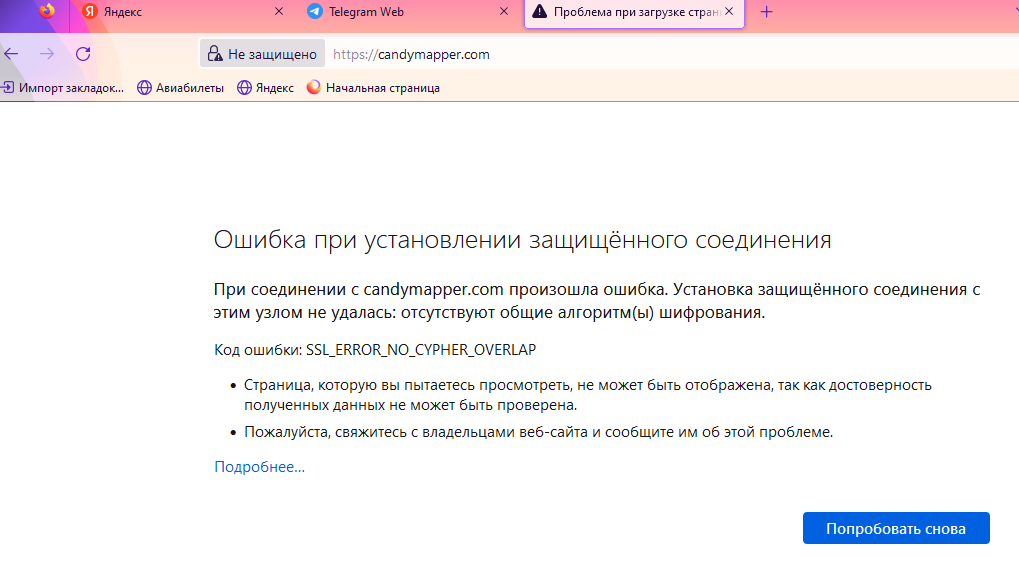 Яндекс
Telegram Web
Проблема при загрузке стран
Не защищено
https://candymapper.com
Импорт закладок...
Авиабилеты
Яндекс
Начальная страница
Ошибка при установлении защищённого соединения
При соединении с candymapper.com произошла ошибка. Установка защищённого соединения с
этим узлом не удалась: отсутствуют общие алгоритм(ы) шифрования.
Код ошибки: SSL_ERROR_NO_CYPHER_OVERLAP
Страница, которую вы пытаетесь просмотреть, не может быть отображена, так как достоверность
полученных данных не может быть проверена.
Пожалуйста, свяжитесь с владельцами веб-сайта и сообщите им об этой проблеме.
Подробнее...
Попробовать снова